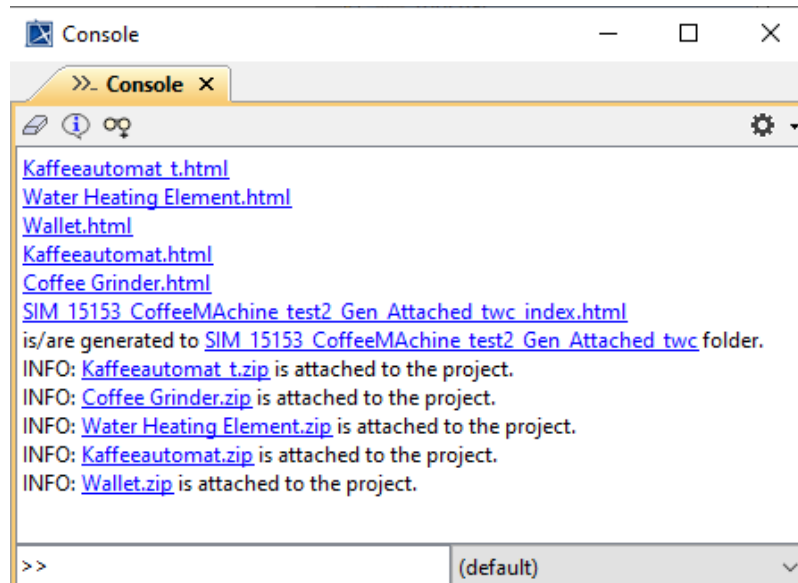 Console
Console
Kaffeeautomat_t.html
Water Heating Element.html
Wallet.html
Kaffeeautomat.html
Coffee Grinder.html
SIM_15153_CoffeeMAchine_test2_Gen_Attached_twc_index.html
is/are generated to SIM_15153_CoffeeMAchine_test2_Gen_Attached_twc folder.
INFO: Kaffeeautomat_t.zip is attached to the project.
INFO: Coffee Grinder.zip is attached to the project.
INFO: Water Heating Element.zip is attached to the project.
INFO: Kaffeeautomat.zip is attached to the project.
INFO: Wallet.zip is attached to the project.
>> (default)